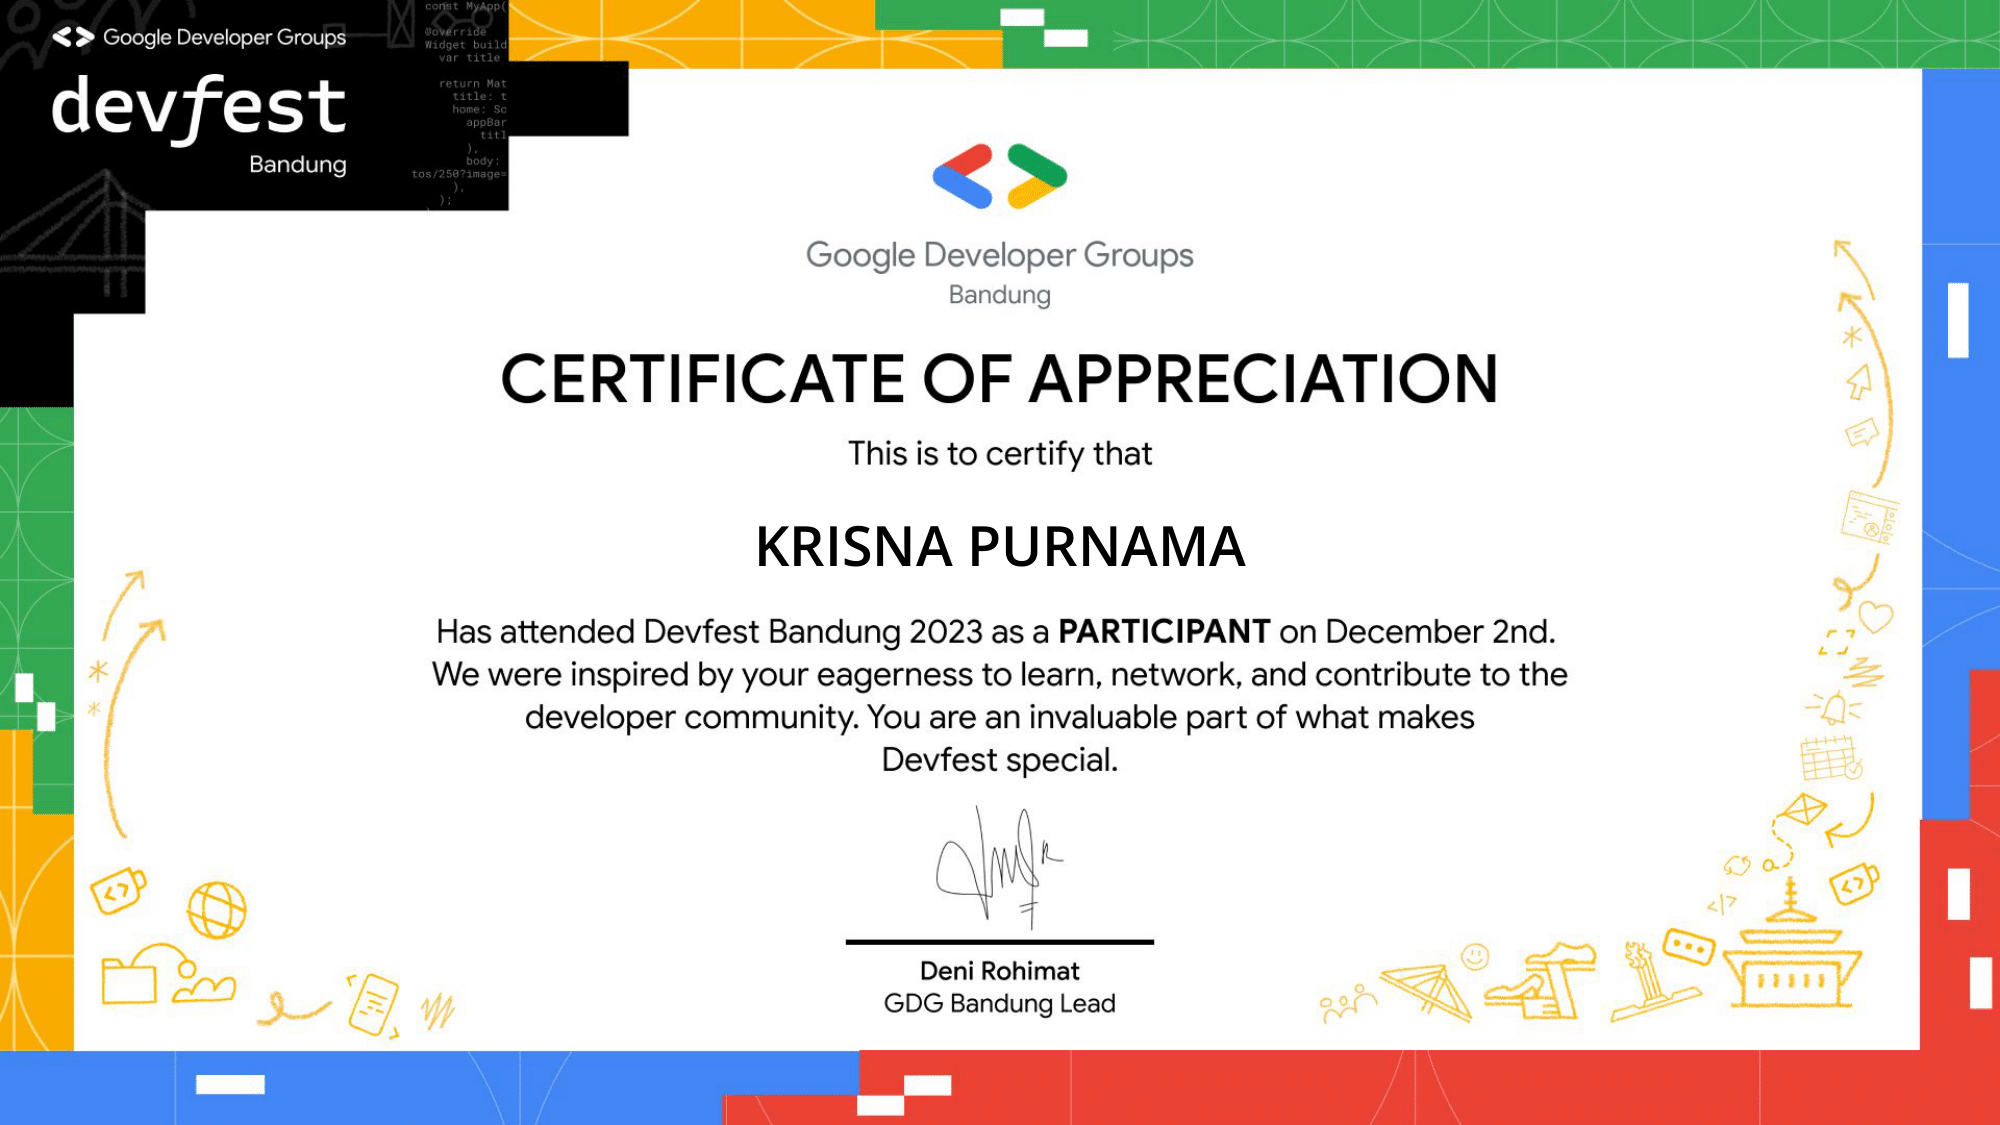 Google Developer Groups
devfest
Bandung
const MyApp(
@override
Widget build
var title
return Mat
title: t
home: Sc
appBar
titl
),
body:
tos/250?image=
),
);
Google Developer Groups
Bandung
CERTIFICATE OF APPRECIATION
This is to certify that
KRISNA PURNAMA
Has attended Devfest Bandung 2023 as a PARTICIPANT on December 2nd.
We were inspired by your eagerness to learn, network, and contribute to the
developer community. You are an invaluable part of what makes
Devfest special.
Deni Rohimat
GDG Bandung Lead